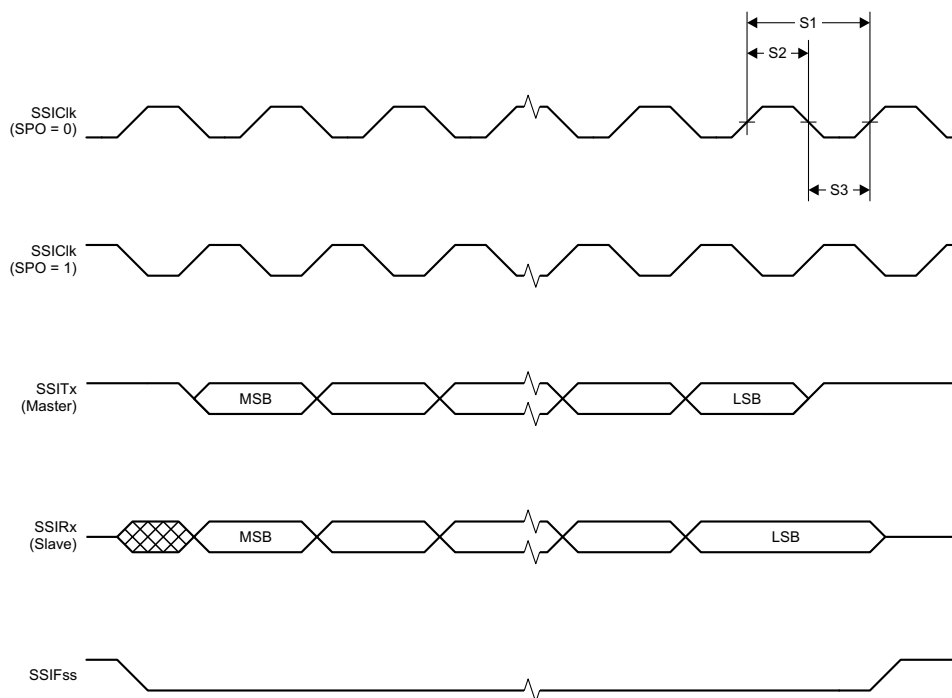 S1
S2
SSIClk
(SPO = 0)
S3
SSIClk
(SPO = 1)
SSITx
(Master)
MSB
LSB
SSIRx
(Slave)
MSB
LSB
SSIFss